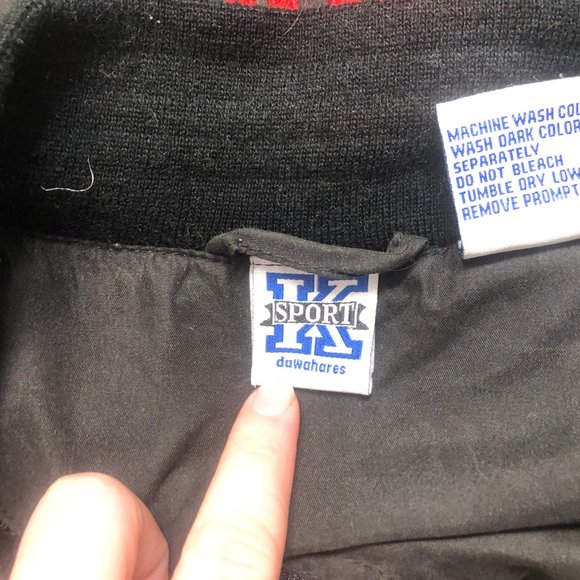 MACHINE WASH COL
WASH DARK COLOR
SEPARATELY
DO NOT BLEACH
TUMBLE DRY LOW
REMOVE PROMPT
K
SPORT
dawahares